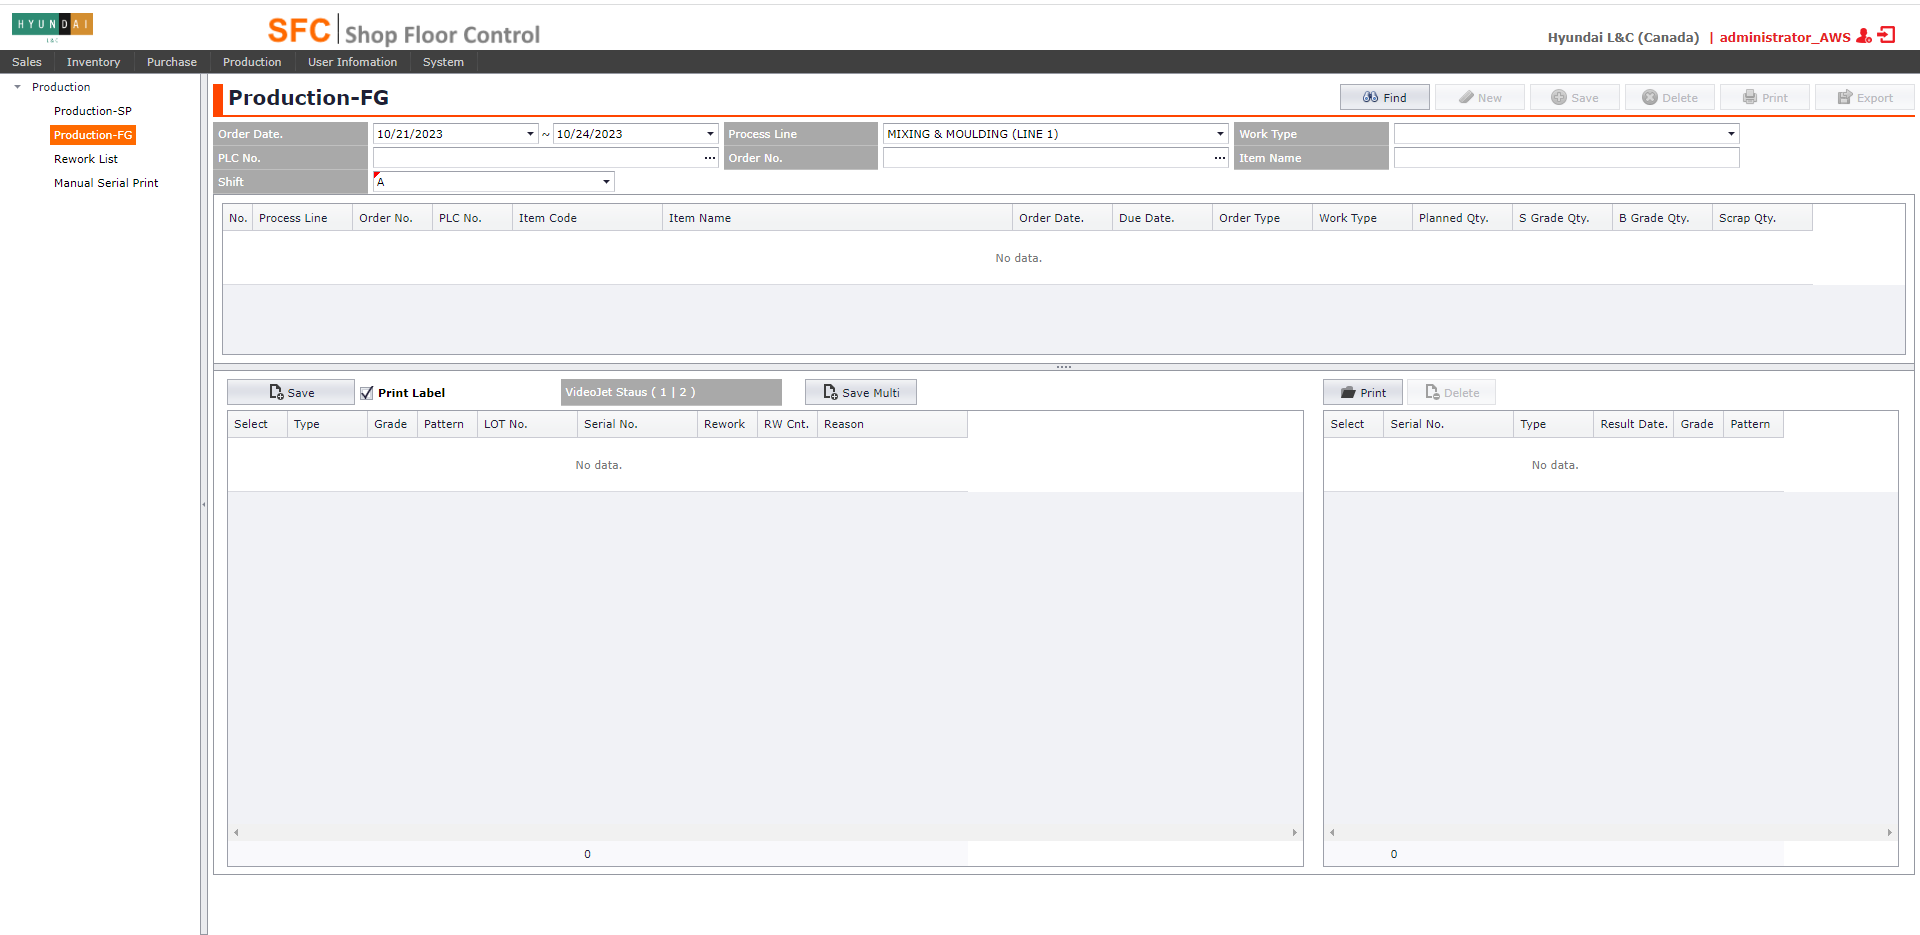 HYUNDAI
L&C
SFC | Shop Floor Control
Hyundai L&C (Canada) | administrator_AWS
Sales Inventory Purchase Production User Infomation System
Production
Production-SP
Production-FG
Rework List
Manual Serial Print
Production-FG
Find New Save Delete Print Export
Order Date. 10/21/2023 ~ 10/24/2023 Process Line MIXING & MOULDING (LINE 1) Work Type
PLC No. ... Order No. ... Item Name
Shift A
No. Process Line Order No. PLC No. Item Code Item Name Order Date. Due Date. Order Type Work Type Planned Qty. S Grade Qty. B Grade Qty. Scrap Qty.
No data.
Save Print Label VideoJet Staus ( 1 | 2 ) Save Multi
Select Type Grade Pattern LOT No. Serial No. Rework RW Cnt. Reason
No data.
0
Print Delete
Select Serial No. Type Result Date. Grade Pattern
No data.
0